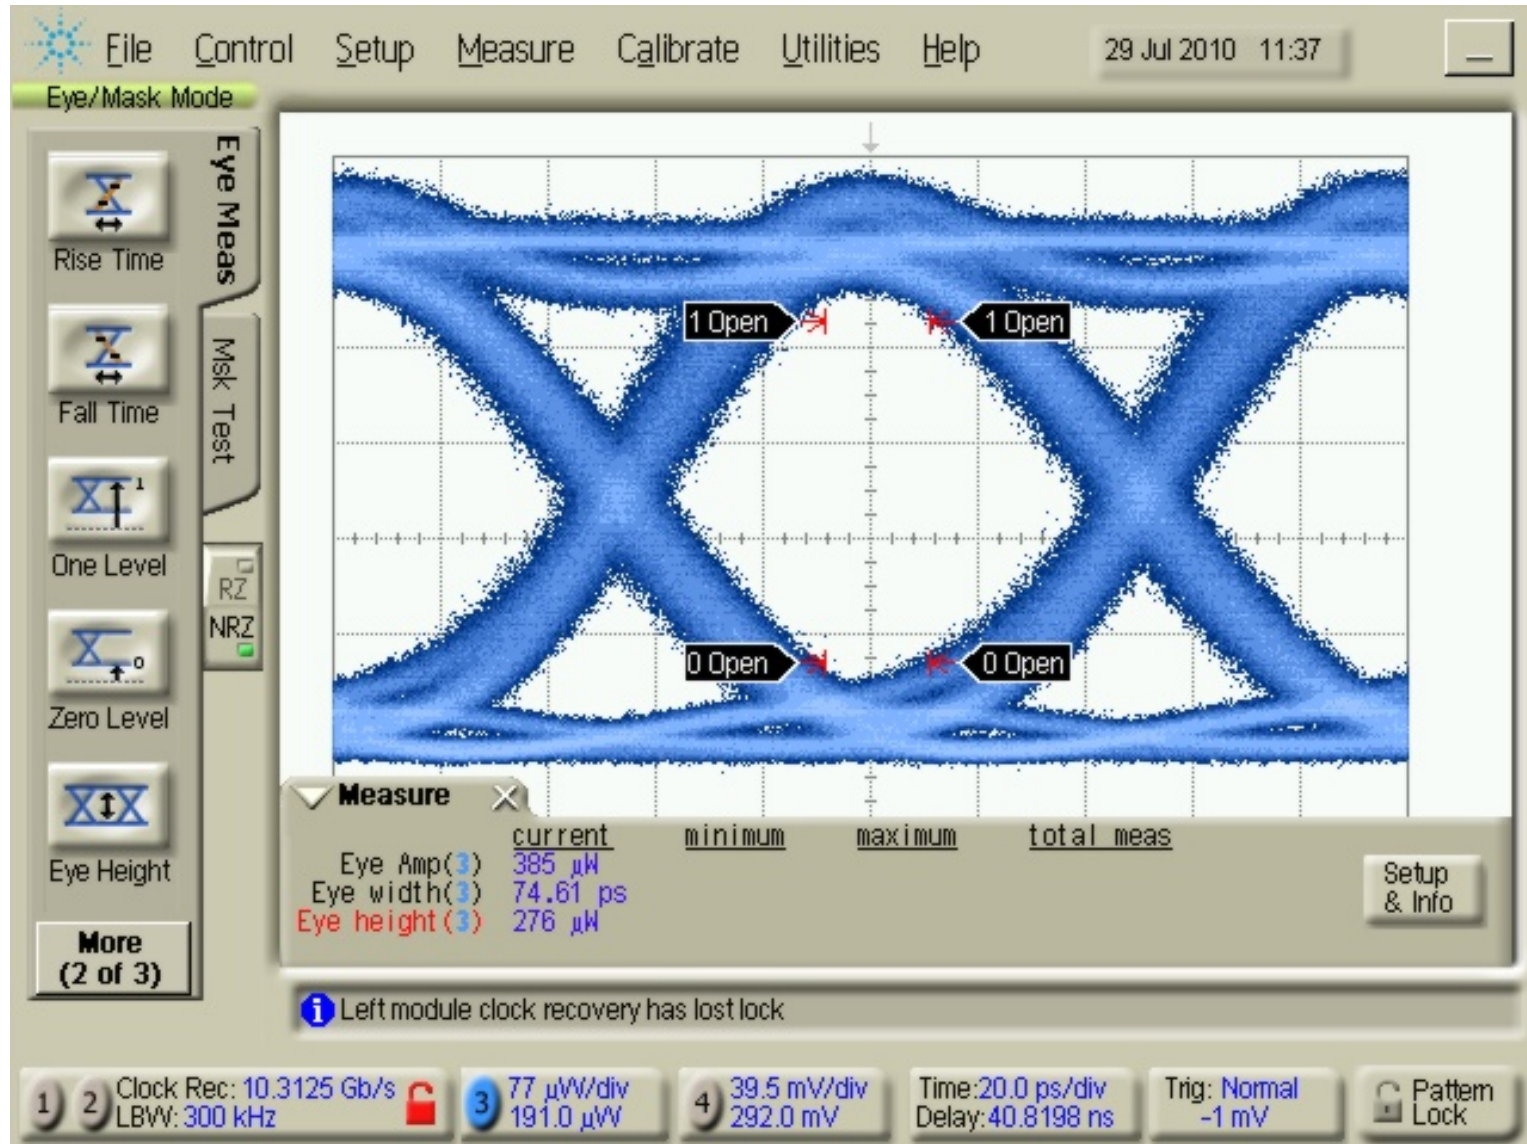 File Control Setup Measure Calibrate Utilities Help 29 Jul 2010 11:37
Eye/Mask Mode
Eye Meas
Rise Time
Msk Test
Fall Time
One Level
RZ
NRZ
Zero Level
Eye Height
More
(2 of 3)
1 Open 1 Open
0 Open 0 Open
Measure
current minimum maximum total meas
Eye Amp(3) 385 µW
Eye width(3) 74.61 ps
Eye height(3) 276 µW
Setup
& Info
Left module clock recovery has lost lock
1 2 Clock Rec: 10.3125 Gb/s
LBW: 300 kHz
3 77 µW/div
191.0 µW
4 39.5 mV/div
292.0 mV
Time:20.0 ps/div
Delay:40.8198 ns
Trig: Normal
-1 mV
Pattern
Lock